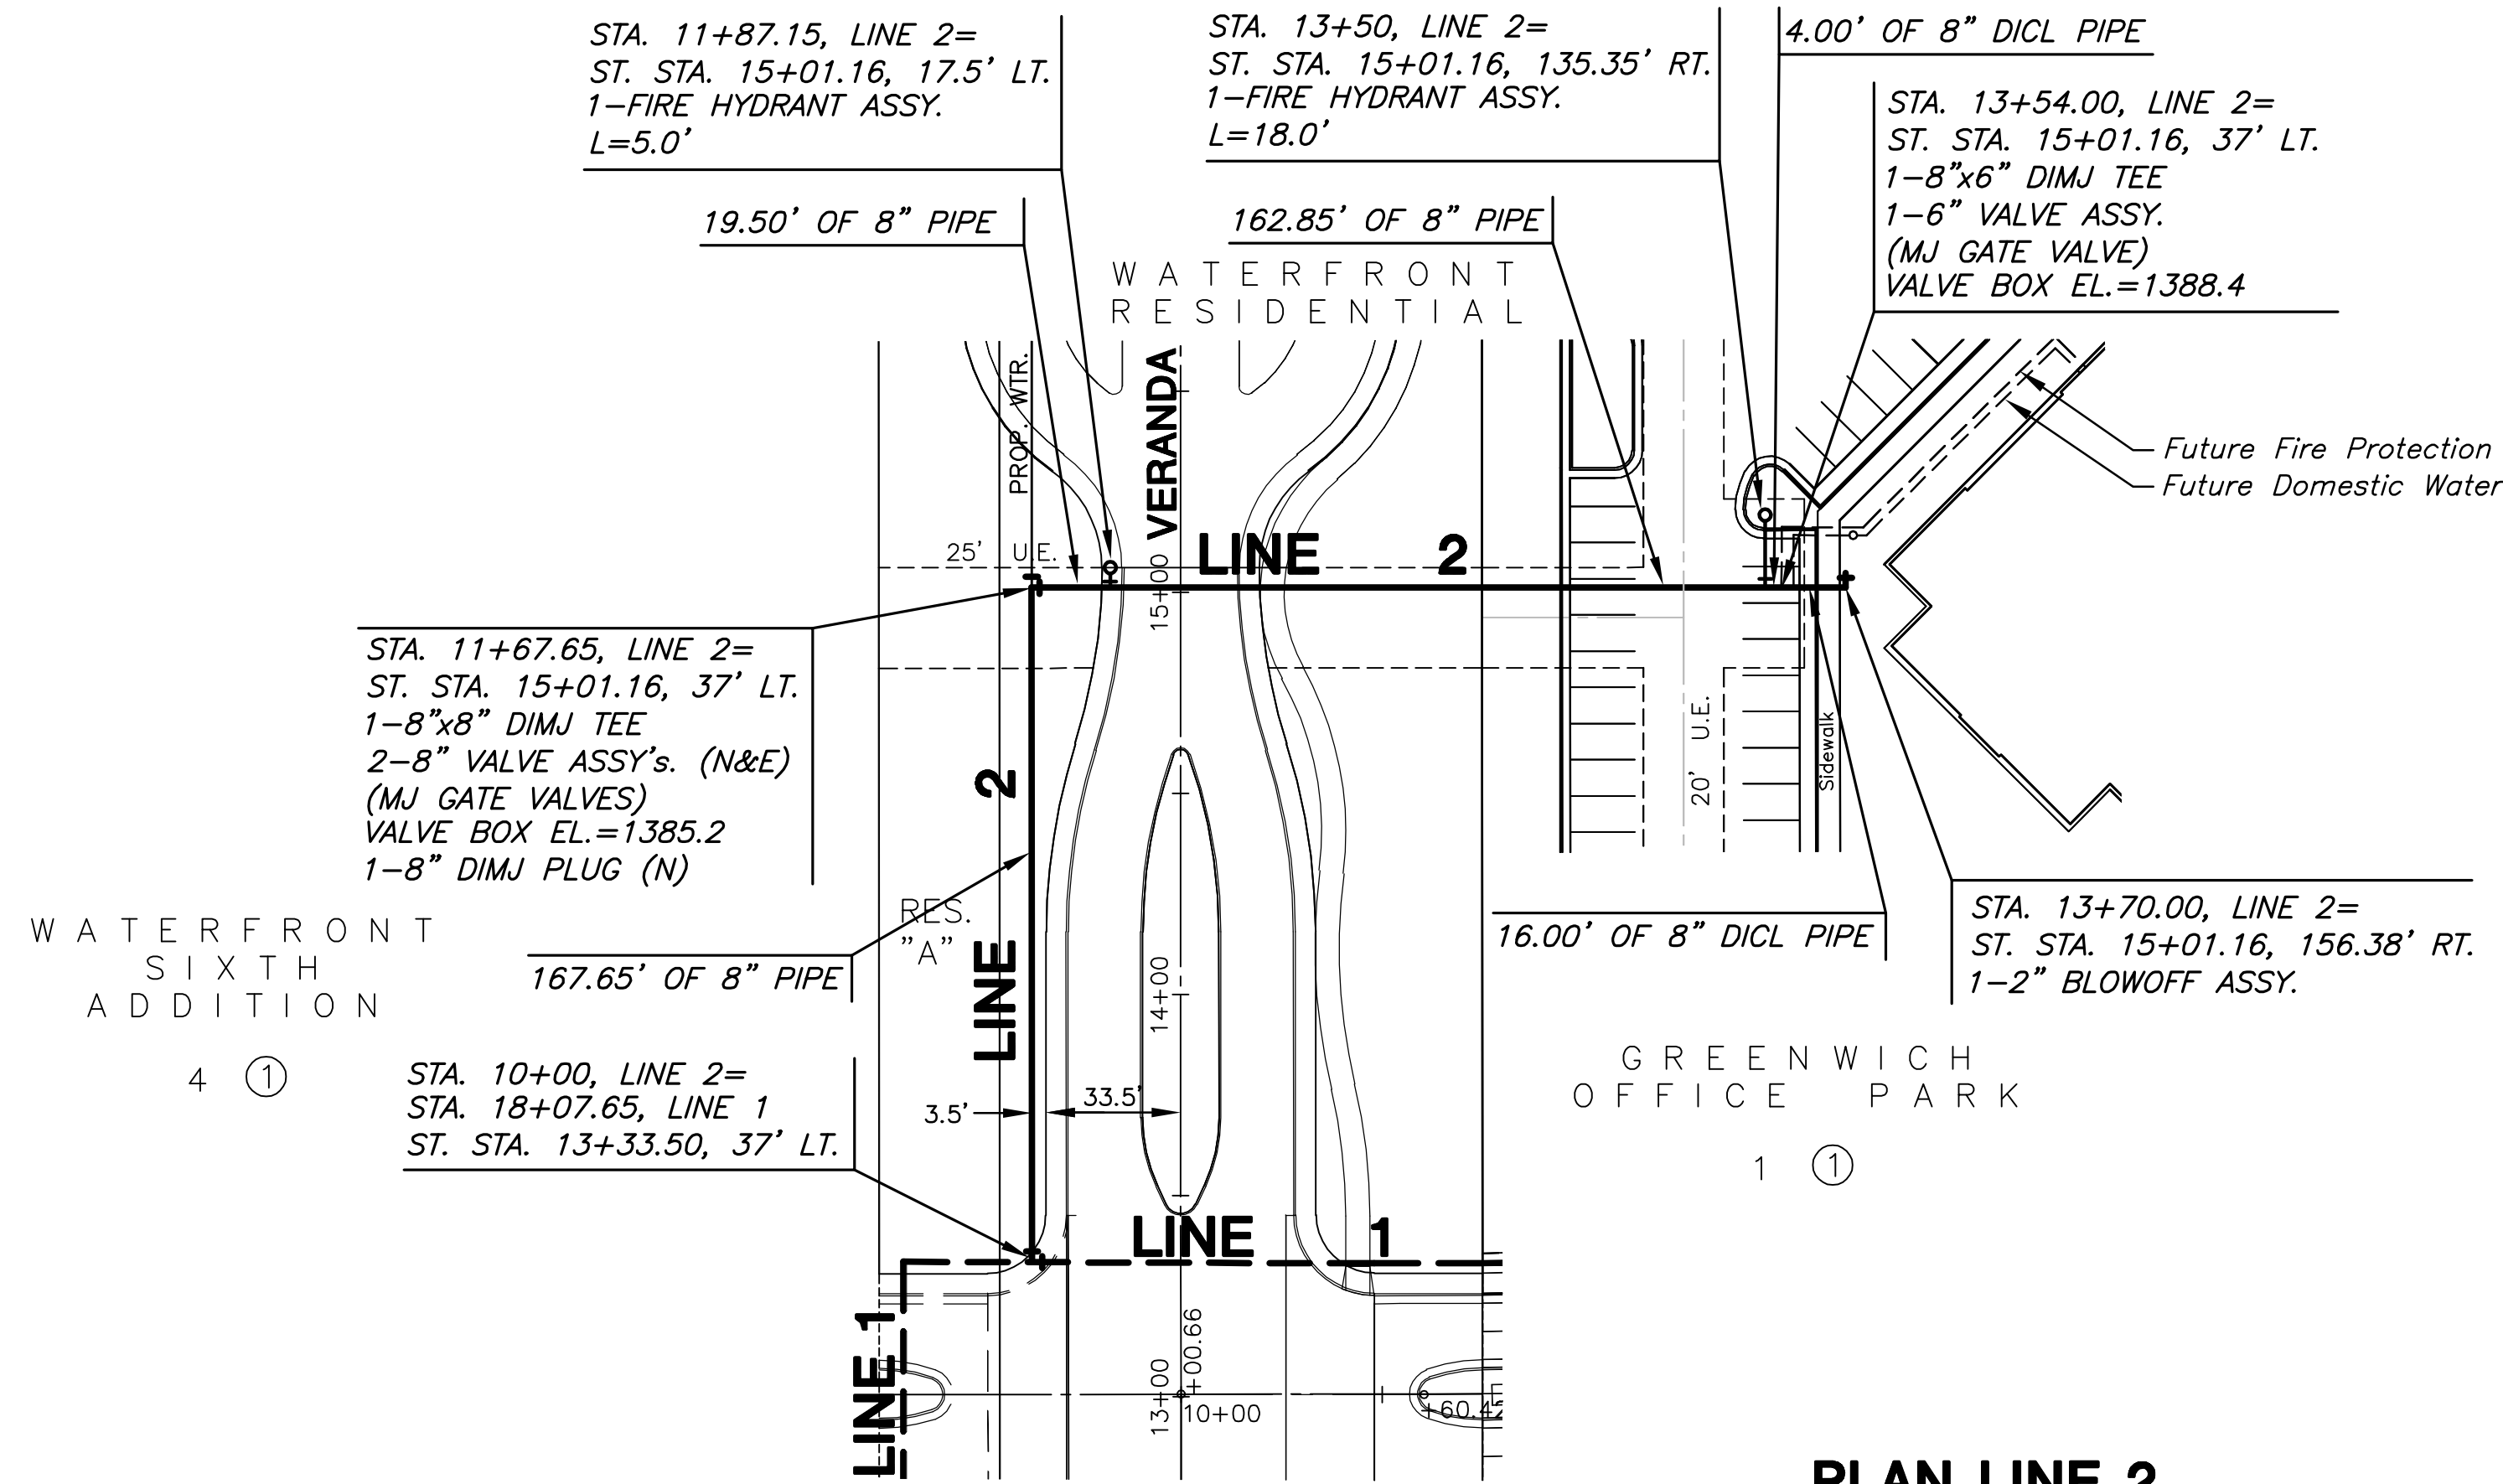 STA. 11+87.15, LINE 2=
ST. STA. 15+01.16, 17.5' LT.
1-FIRE HYDRANT ASSY.
L=5.0'
STA. 13+50, LINE 2=
ST. STA. 15+01.16, 135.35' RT.
1-FIRE HYDRANT ASSY.
L=18.0'
4.00' OF 8" DICL PIPE
STA. 13+54.00, LINE 2=
ST. STA. 15+01.16, 37' LT.
1-8"x6" DIMJ TEE
1-6" VALVE ASSY.
(MJ GATE VALVE)
VALVE BOX EL.=1388.4
19.50' OF 8" PIPE
162.85' OF 8" PIPE
WATERFRONT
RESIDENTIAL
PROP. WTR.
VERANDA
Future Fire Protection
Future Domestic Water
25' U.E.
LINE 2
15+00
STA. 11+67.65, LINE 2=
ST. STA. 15+01.16, 37' LT.
1-8"x8" DIMJ TEE
2-8" VALVE ASSY's. (N&E)
(MJ GATE VALVES)
VALVE BOX EL.=1385.2
1-8" DIMJ PLUG (N)
LINE 2
20' U.E.
Sidewalk
RES.
"A"
WATERFRONT
SIXTH
ADDITION
4 1
167.65' OF 8" PIPE
14+00
16.00' OF 8" DICL PIPE
STA. 13+70.00, LINE 2=
ST. STA. 15+01.16, 156.38' RT.
1-2" BLOWOFF ASSY.
GREENWICH
OFFICE PARK
1 1
STA. 10+00, LINE 2=
STA. 18+07.65, LINE 1
ST. STA. 13+33.50, 37' LT.
3.5'
33.5'
LINE 1
LINE 1
13+00
+00.66
10+00
+60.42
PLAN LINE 2